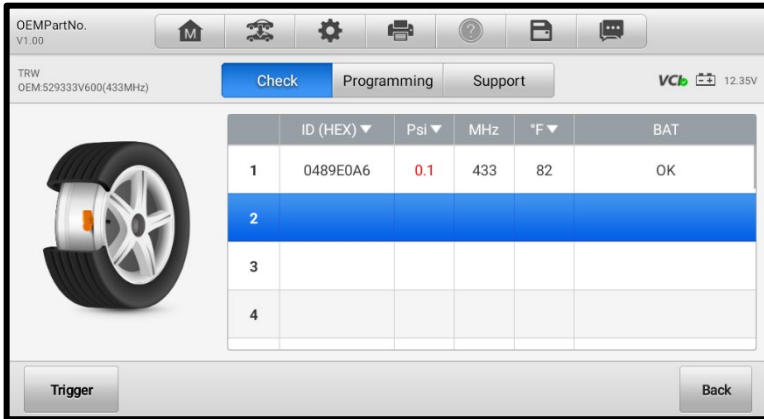 OEMPartNo.
V1.00
M
?
TRW
OEM:529333V600(433MHz)
Check Programming Support
VCI 12.35V
ID (HEX) ▼ Psi ▼ MHz °F ▼ BAT
1 0489E0A6 0.1 433 82 OK
2
3
4
Trigger
Back